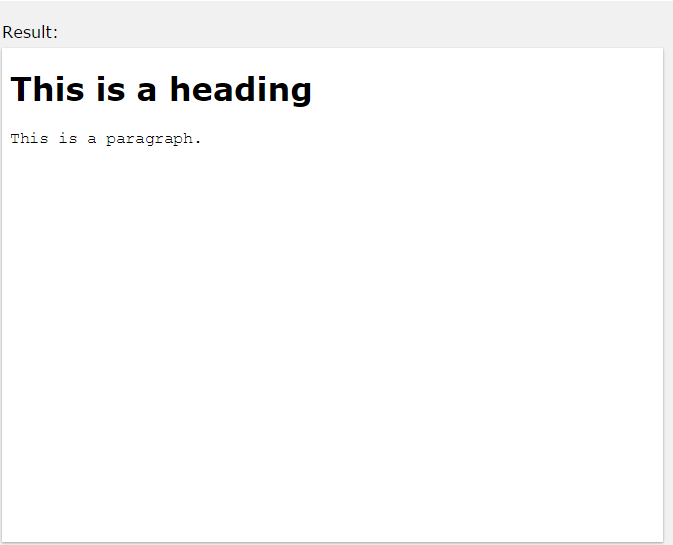 Result:
This is a heading
This is a paragraph.